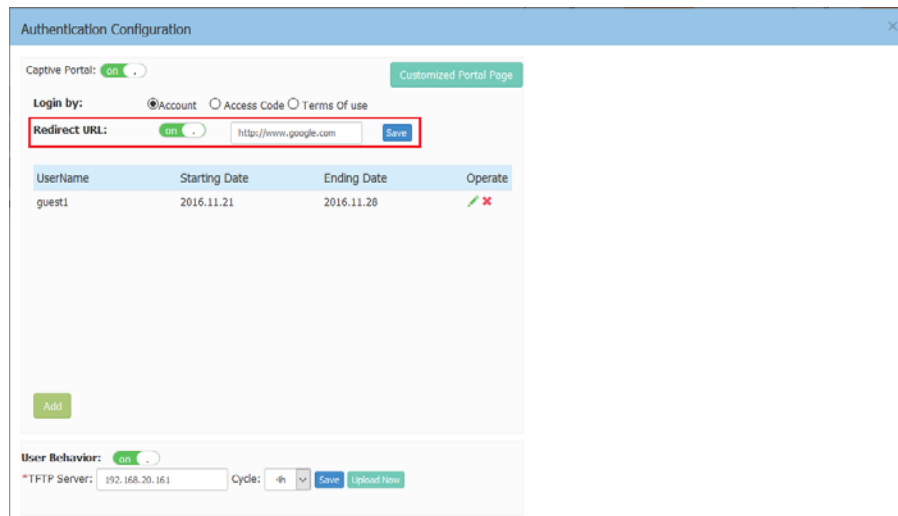 Authentication Configuration
Captive Portal: on
Customized Portal Page
Login by: Account Access Code Terms Of use
Redirect URL: on http://www.google.com Save
UserName Starting Date Ending Date Operate
guest1 2016.11.21 2016.11.28
Add
User Behavior: on
*TFTP Server: 192.168.20.161 Cycle: 4h Save Upload Now